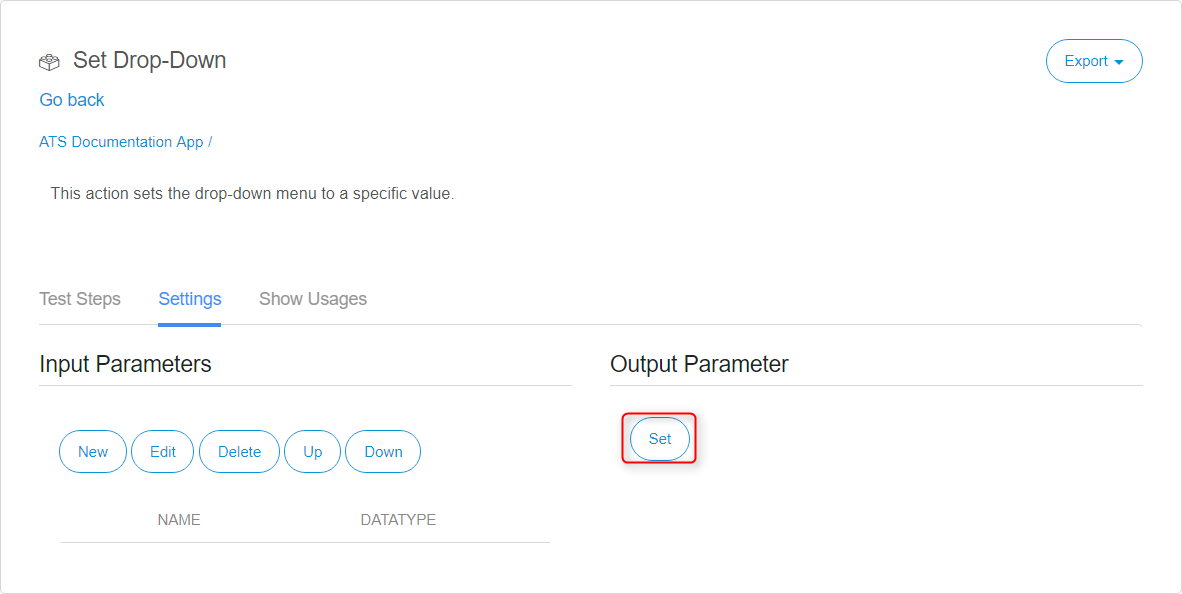 Set Drop-Down
Export
Go back
ATS Documentation App /
This action sets the drop-down menu to a specific value.
Test Steps Settings Show Usages
Input Parameters
Output Parameter
New Edit Delete Up Down
Set
NAME DATATYPE